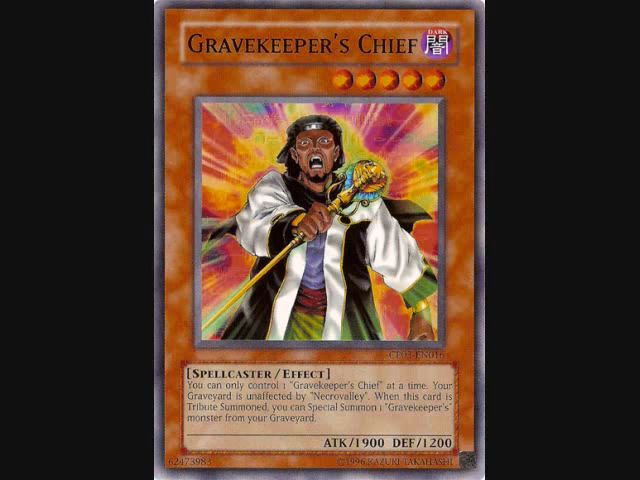 GRAVEKEEPER'S CHIEF
DARK
闇
CP03-EN016
[SPELLCASTER / EFFECT]
You can only control 1 "Gravekeeper's Chief" at a time. Your
Graveyard is unaffected by "Necrovalley". When this card is
Tribute Summoned, you can Special Summon 1 "Gravekeeper's"
monster from your Graveyard.
ATK/1900 DEF/1200
62473983
©1996 KAZUKI TAKAHASHI